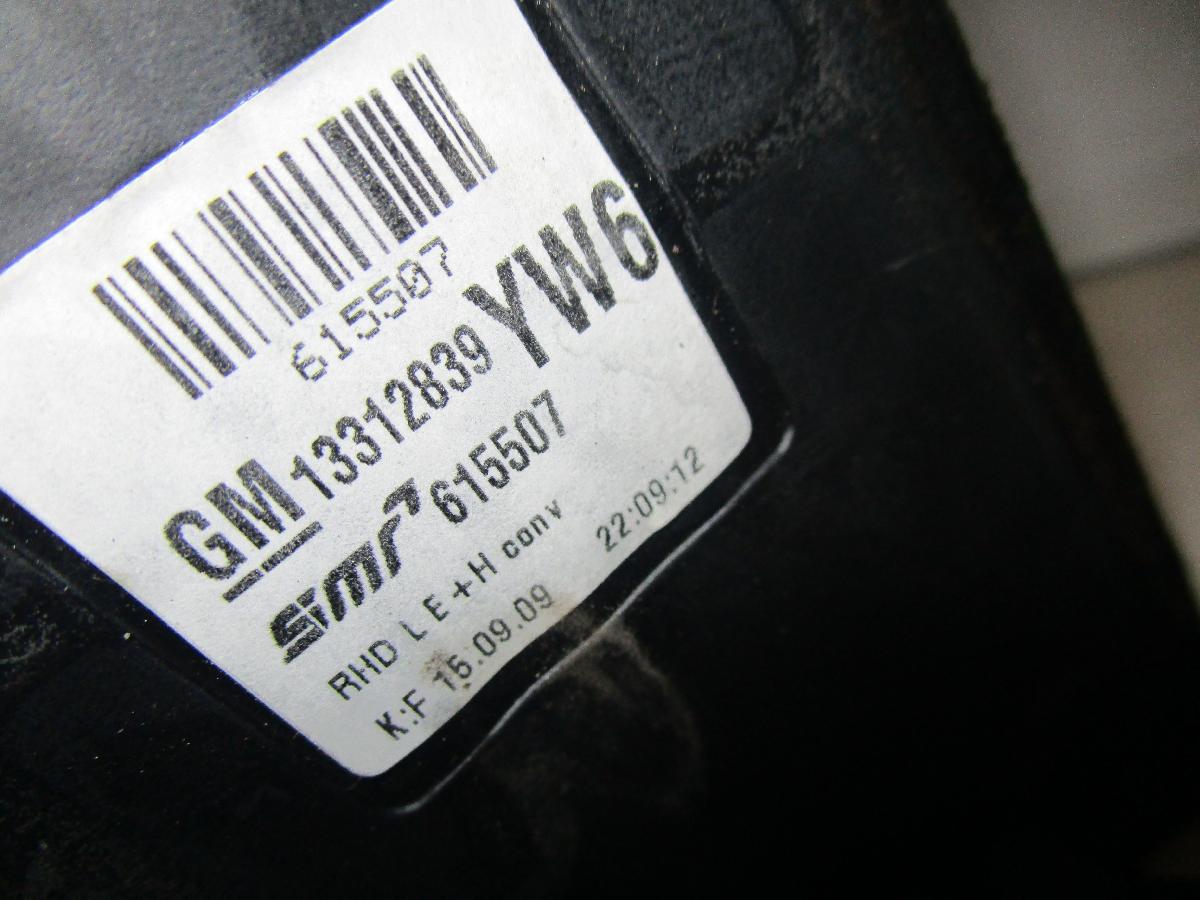 615507
GM 13312839 YW6
smr 615507
RHD L E+H conv
K:F 15.09.09 22:09:12